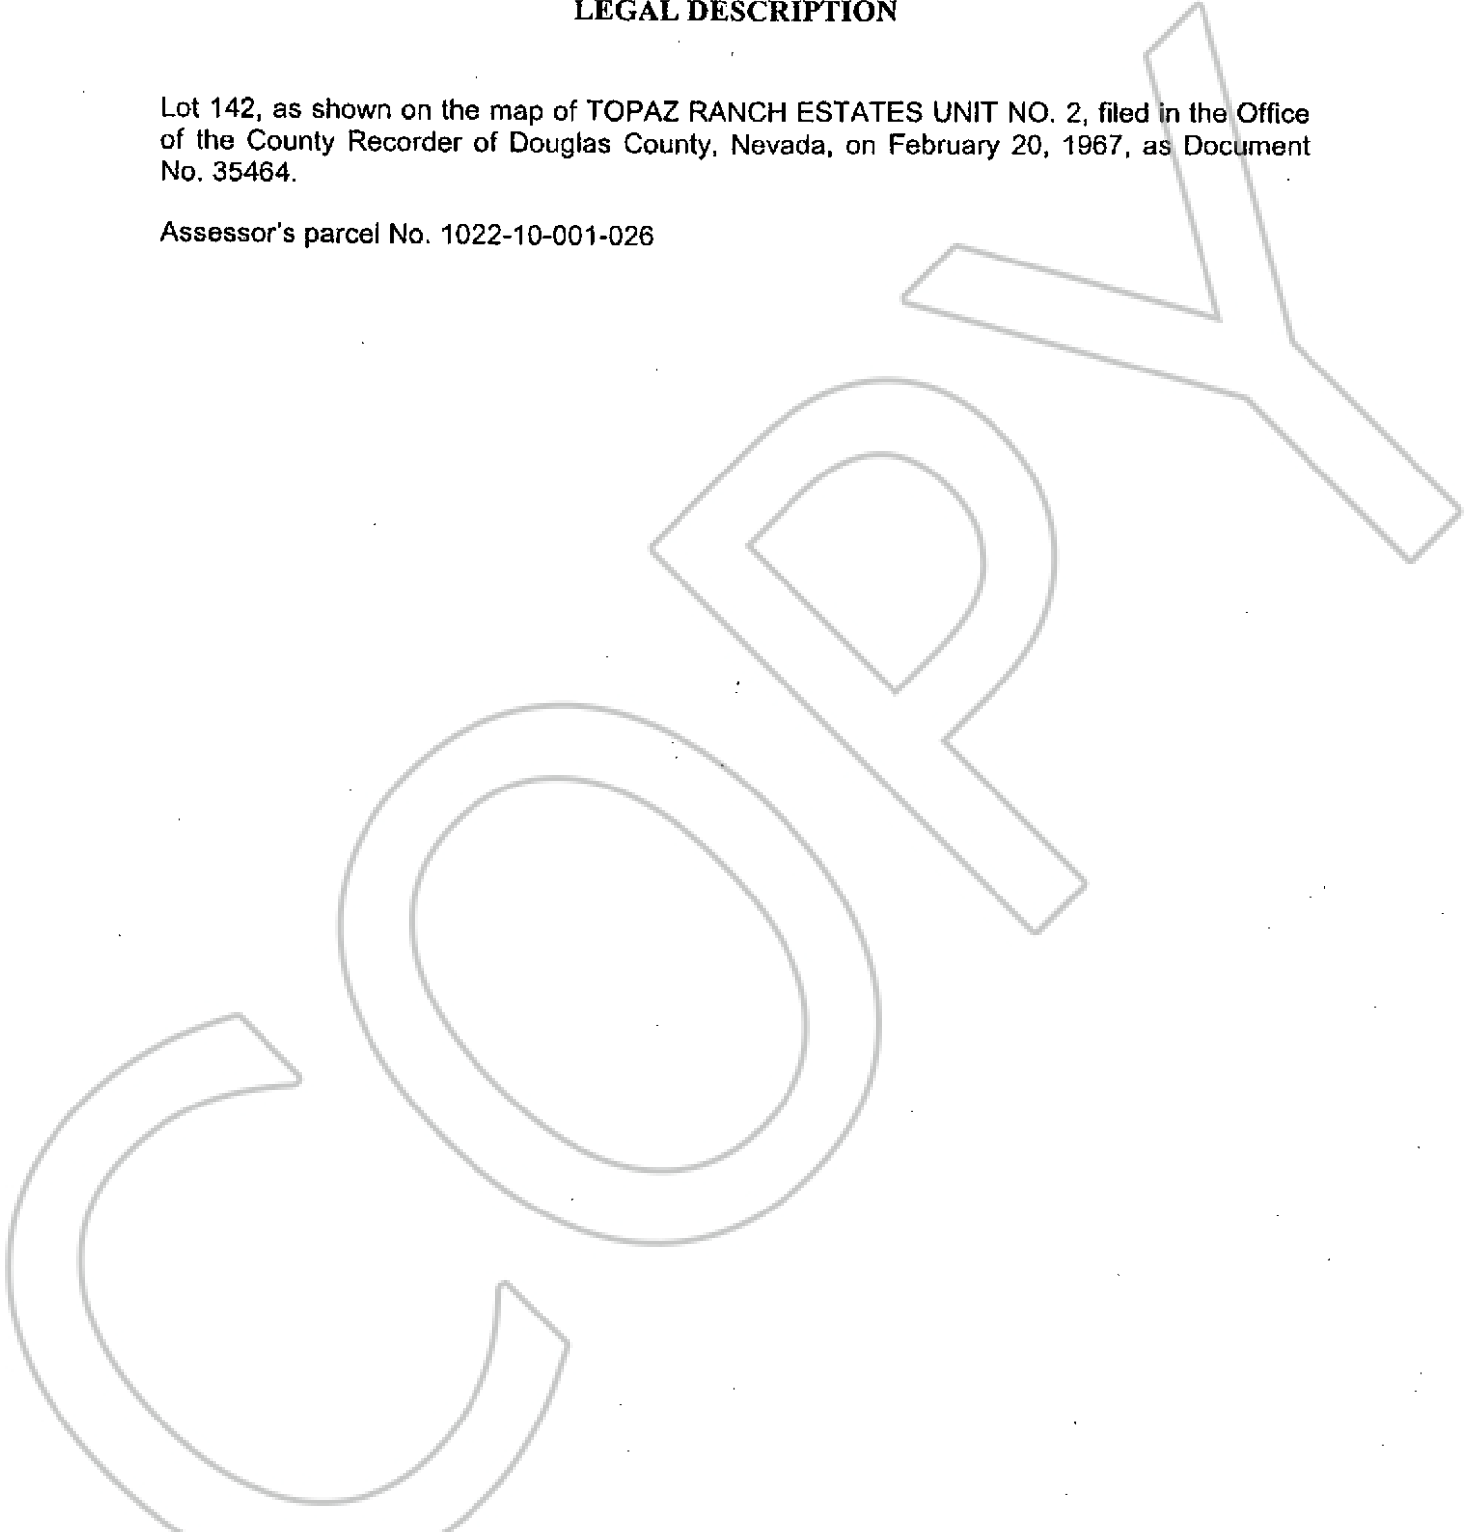 LEGAL DESCRIPTION
Lot 142, as shown on the map of TOPAZ RANCH ESTATES UNIT NO. 2, filed in the Office
of the County Recorder of Douglas County, Nevada, on February 20, 1967, as Document
No. 35464.
Assessor's parcel No. 1022-10-001-026
COPY